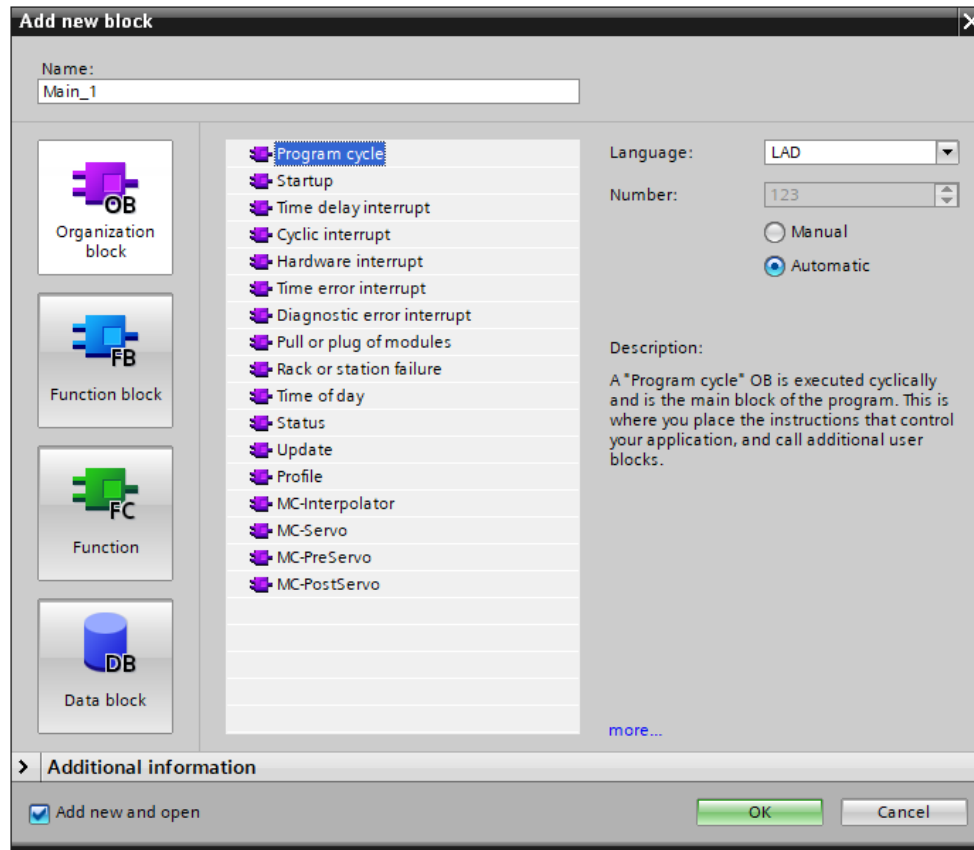 Add new block
Name:
Main_1
OB
Organization
block
FB
Function block
FC
Function
DB
Data block
Program cycle
Startup
Time delay interrupt
Cyclic interrupt
Hardware interrupt
Time error interrupt
Diagnostic error interrupt
Pull or plug of modules
Rack or station failure
Time of day
Status
Update
Profile
MC-Interpolator
MC-Servo
MC-PreServo
MC-PostServo
Language:
LAD
Number:
123
Manual
Automatic
Description:
A "Program cycle" OB is executed cyclically
and is the main block of the program. This is
where you place the instructions that control
your application, and call additional user
blocks.
more...
Additional information
Add new and open
OK
Cancel